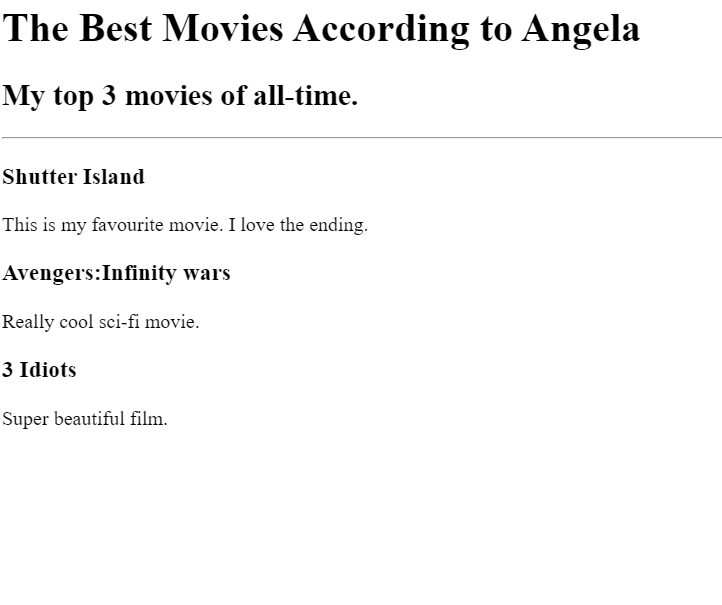 The Best Movies According to Angela
My top 3 movies of all-time.
Shutter Island
This is my favourite movie. I love the ending.
Avengers:Infinity wars
Really cool sci-fi movie.
3 Idiots
Super beautiful film.